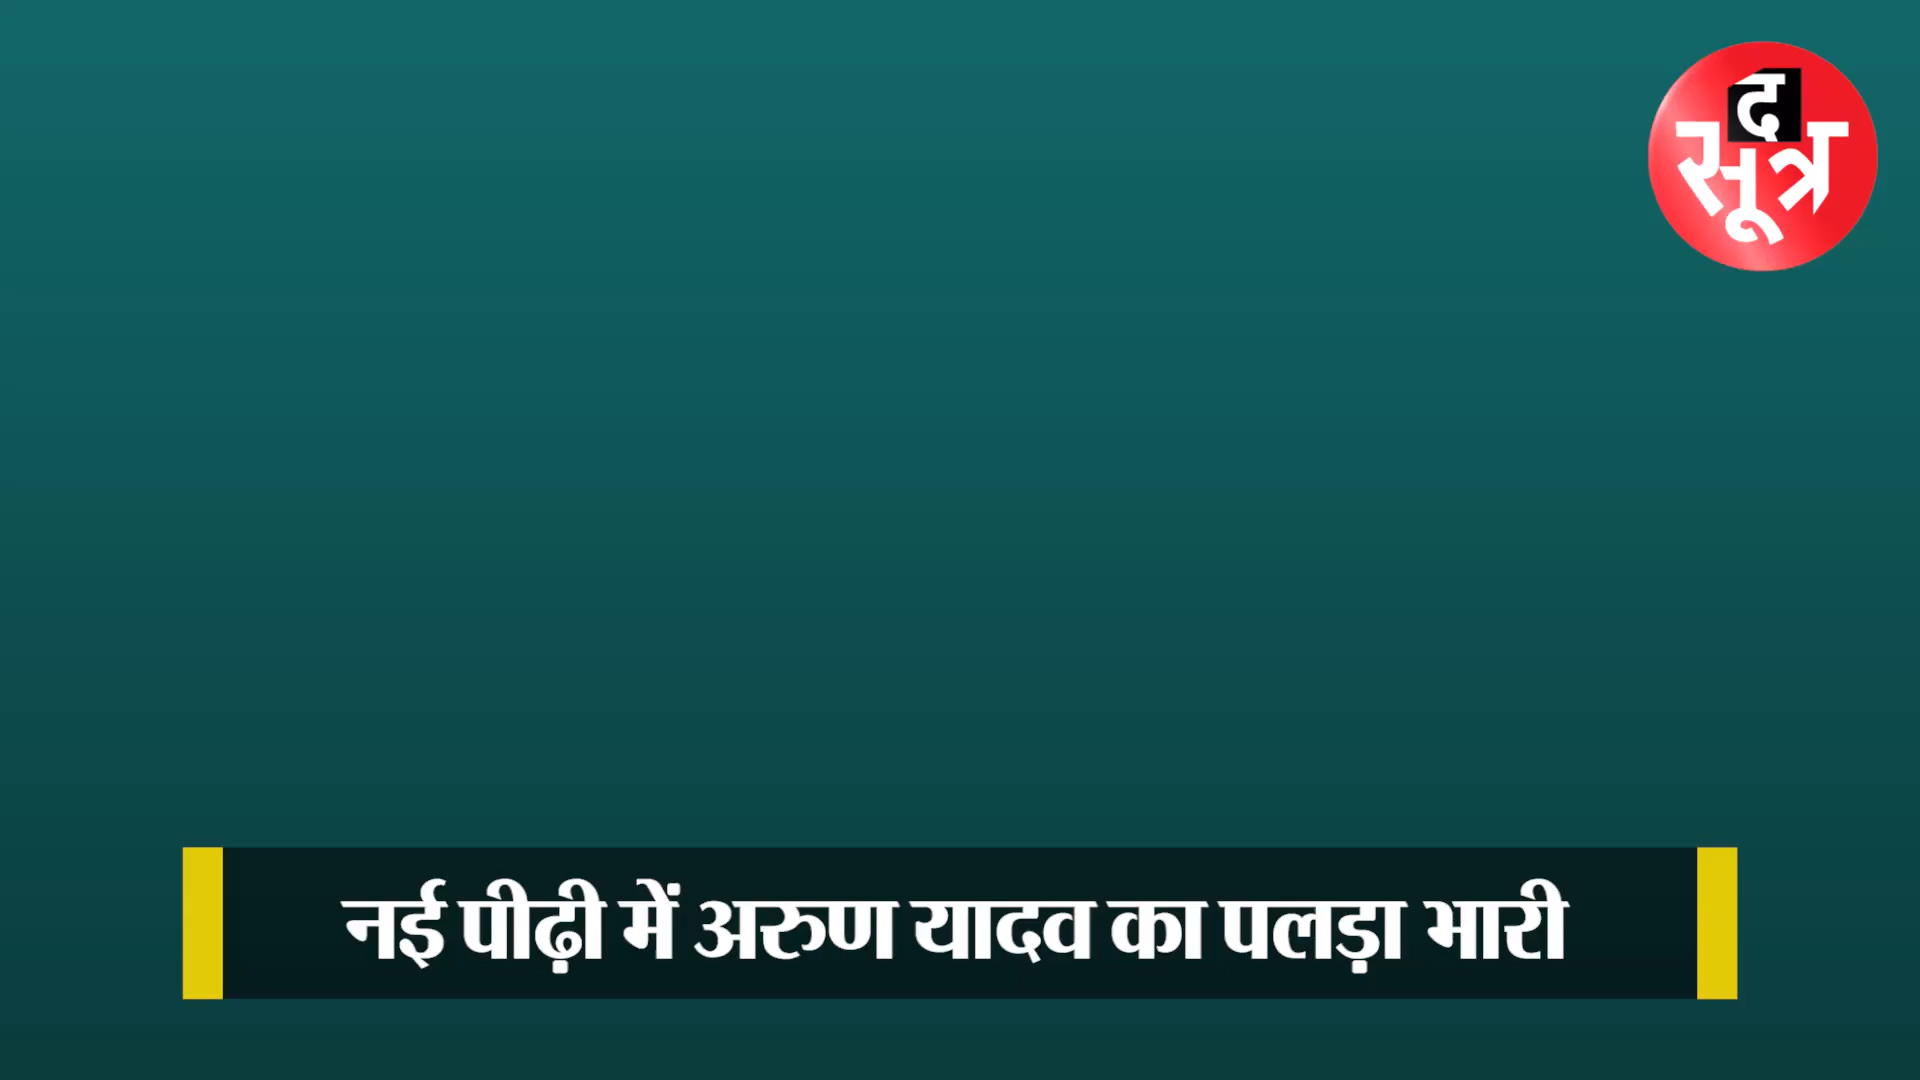 द
सूत्र
नई पीढ़ी में अरुण यादव का पलड़ा भारी